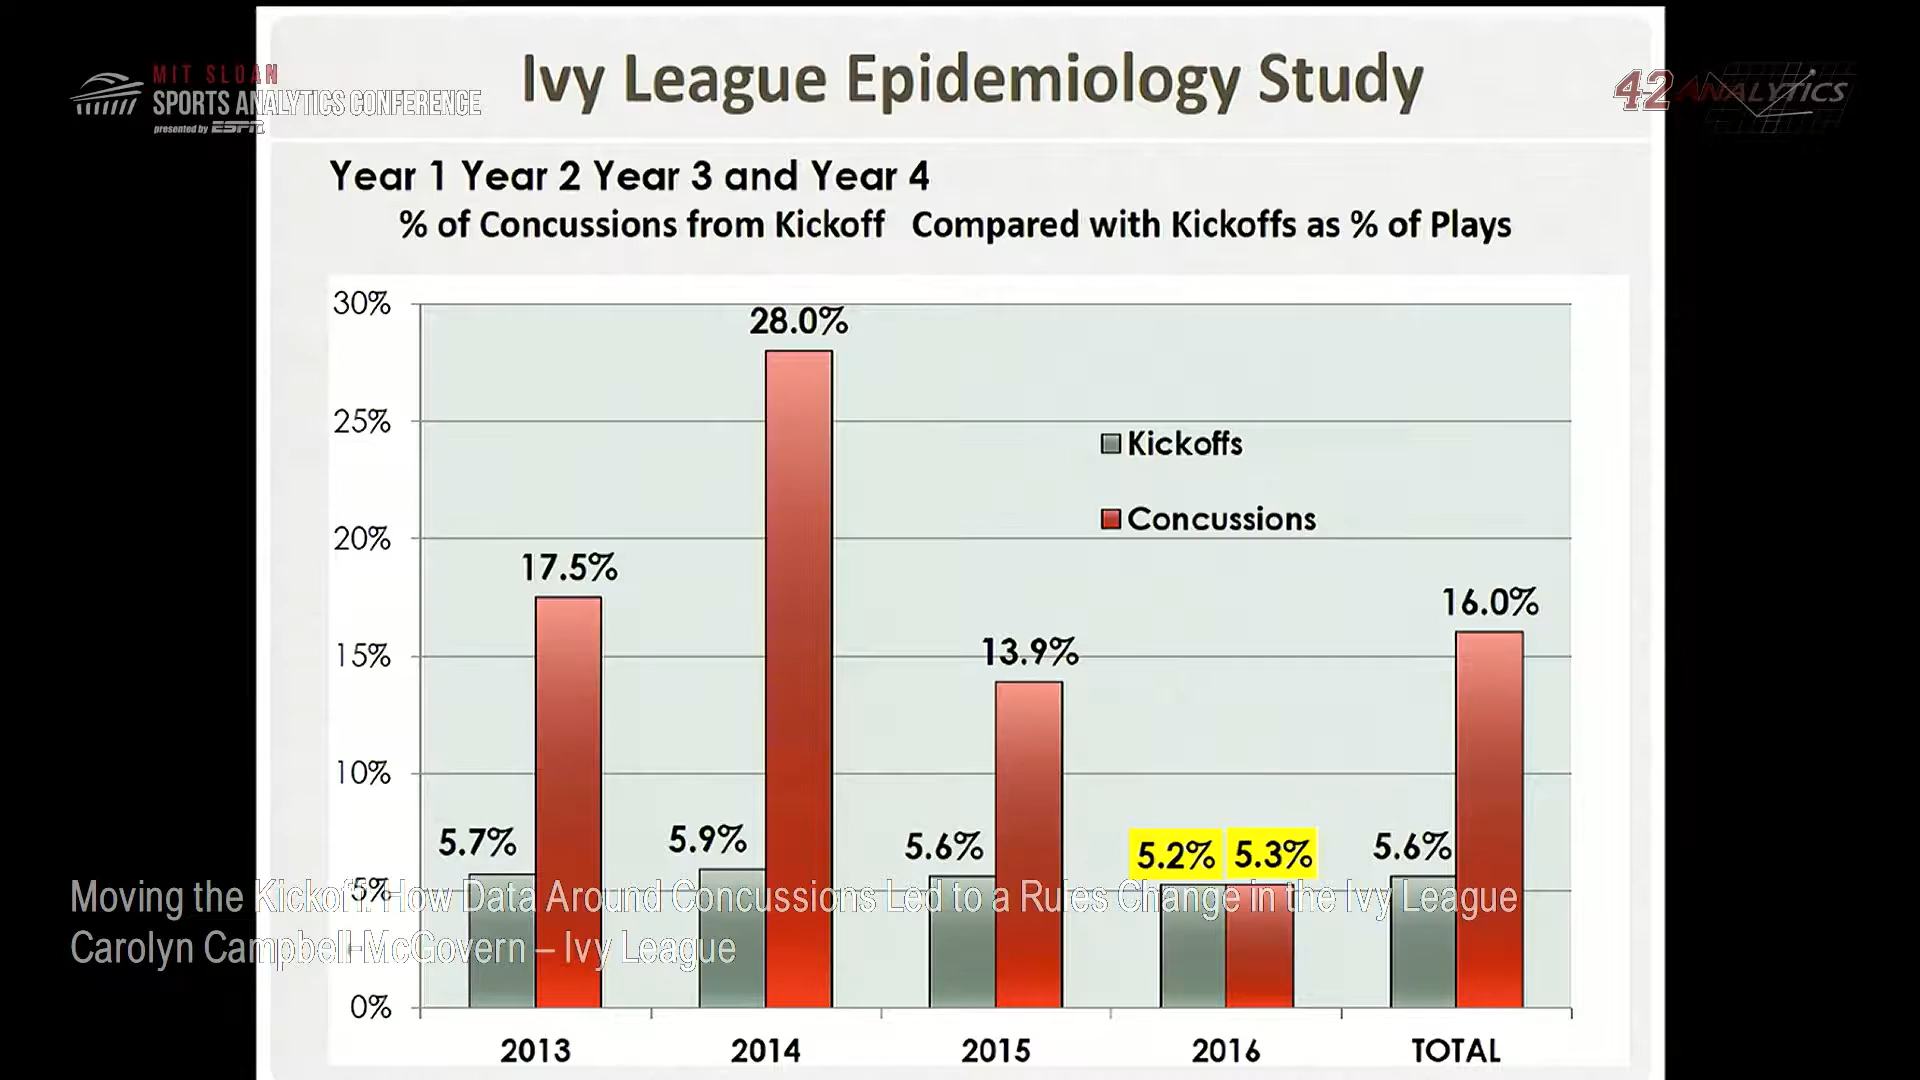 Ivy League Epidemiology Study
MIT SLOAN
SPORTS ANALYTICS CONFERENCE
presented by ESPN
42 ANALYTICS
Year 1 Year 2 Year 3 and Year 4
% of Concussions from Kickoff Compared with Kickoffs as % of Plays
30%
25%
20%
15%
10%
5%
0%
Kickoffs
Concussions
5.7%
17.5%
5.9%
28.0%
5.6%
13.9%
5.2%
5.3%
5.6%
16.0%
2013
2014
2015
2016
TOTAL
Moving the Kickoff: How Data Around Concussions Led to a Rules Change in the Ivy League
Carolyn Campbell-McGovern – Ivy League